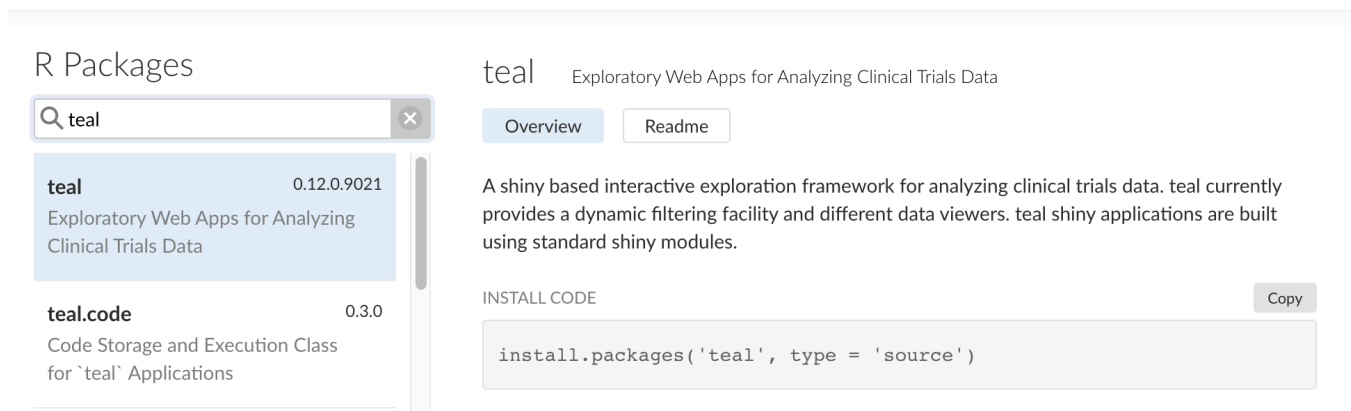 R Packages
teal
teal 0.12.0.9021
Exploratory Web Apps for Analyzing
Clinical Trials Data
teal.code 0.3.0
Code Storage and Execution Class
for `teal` Applications
teal Exploratory Web Apps for Analyzing Clinical Trials Data
Overview Readme
A shiny based interactive exploration framework for analyzing clinical trials data. teal currently
provides a dynamic filtering facility and different data viewers. teal shiny applications are built
using standard shiny modules.
INSTALL CODE Copy
install.packages('teal', type = 'source')